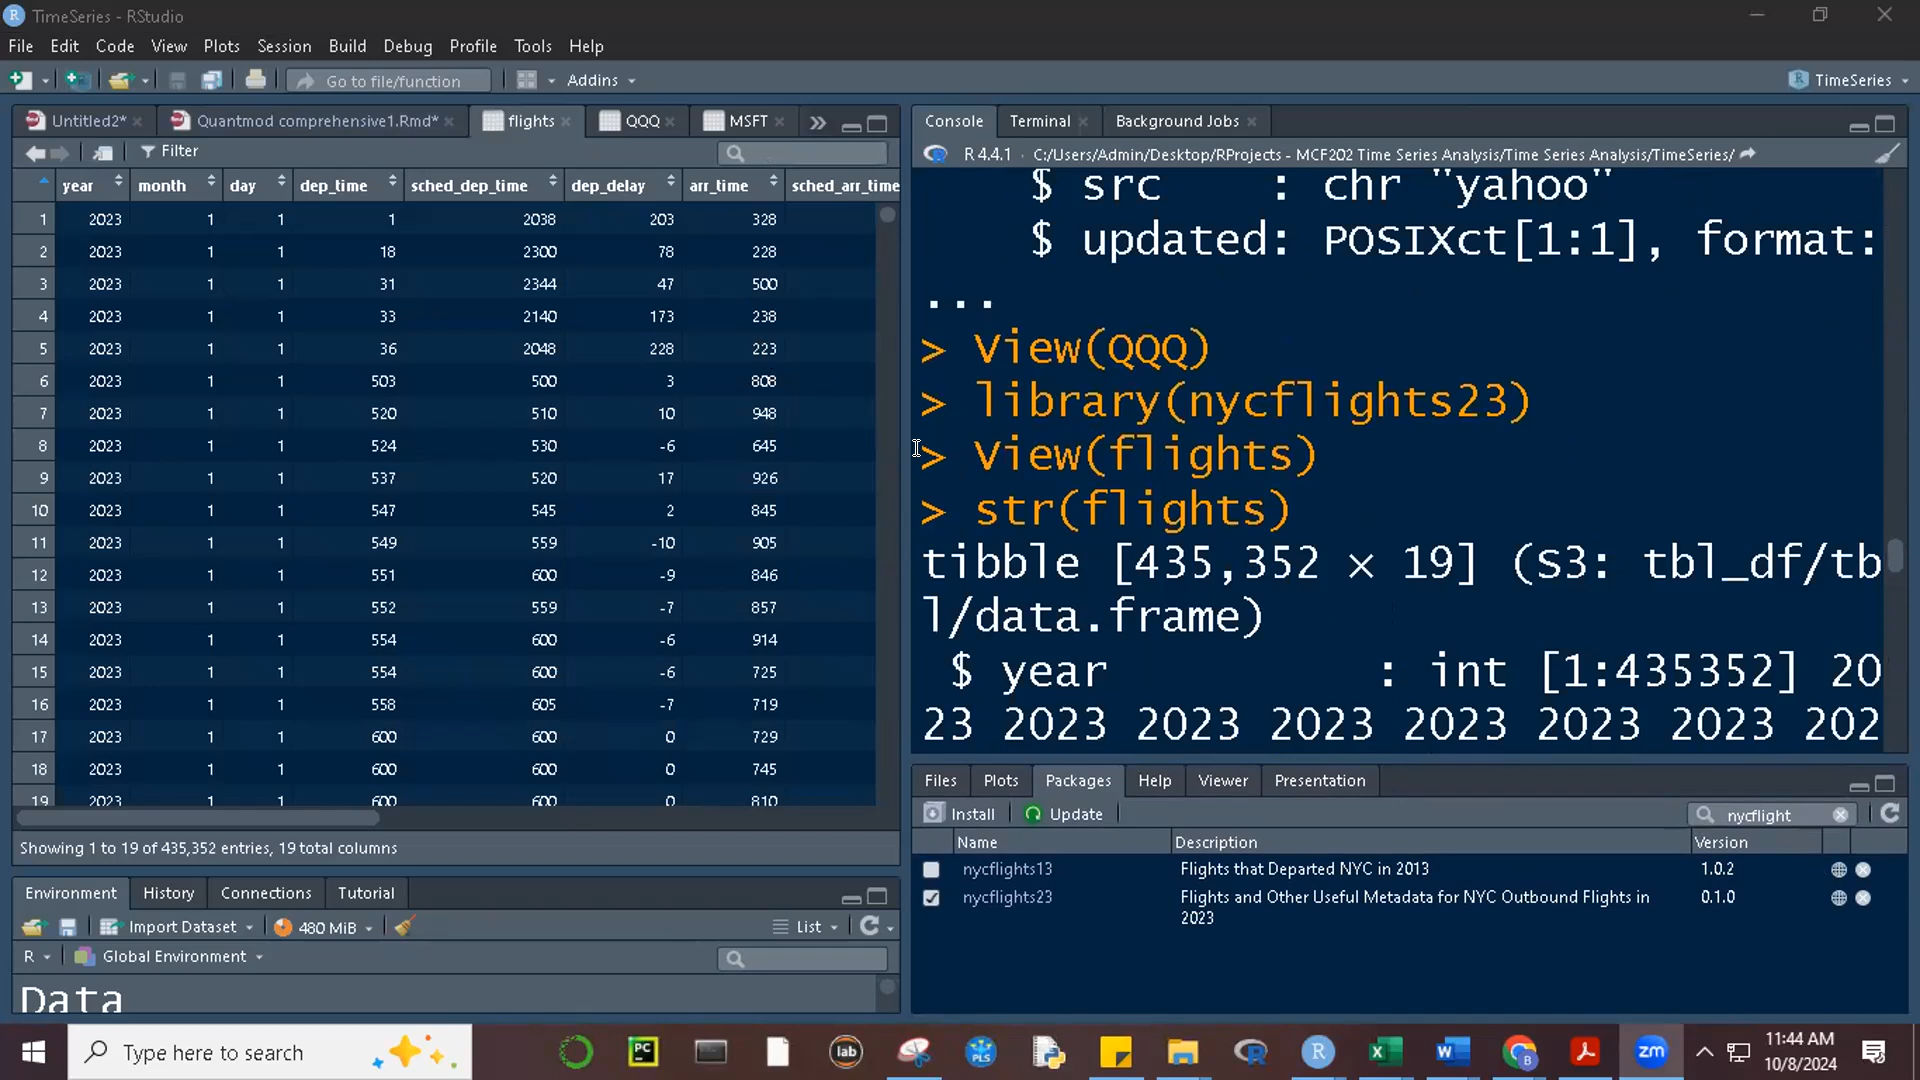 TimeSeries - RStudio
File Edit Code View Plots Session Build Debug Profile Tools Help
Go to file/function Addins TimeSeries
Untitled2* Quantmod comprehensive1.Rmd* flights QQQ MSFT
Filter
year month day dep_time sched_dep_time dep_delay arr_time sched_arr_time
1 2023 1 1 1 2038 203 328
2 2023 1 1 18 2300 78 228
3 2023 1 1 31 2344 47 500
4 2023 1 1 33 2140 173 238
5 2023 1 1 36 2048 228 223
6 2023 1 1 503 500 3 808
7 2023 1 1 520 510 10 948
8 2023 1 1 524 530 -6 645
9 2023 1 1 537 520 17 926
10 2023 1 1 547 545 2 845
11 2023 1 1 549 559 -10 905
12 2023 1 1 551 600 -9 846
13 2023 1 1 552 559 -7 857
14 2023 1 1 554 600 -6 914
15 2023 1 1 554 600 -6 725
16 2023 1 1 558 605 -7 719
17 2023 1 1 600 600 0 729
18 2023 1 1 600 600 0 745
19 2023 1 1 600 600 0 810
Showing 1 to 19 of 435,352 entries, 19 total columns
Environment History Connections Tutorial
Import Dataset 480 MiB List
R Global Environment
Data
Console Terminal Background Jobs
R 4.4.1 · C:/Users/Admin/Desktop/RProjects - MCF202 Time Series Analysis/Time Series Analysis/TimeSeries/
$ src : chr "yahoo"
$ updated: POSIXct[1:1], format:
...
> View(QQQ)
> library(nycflights23)
> View(flights)
> str(flights)
tibble [435,352 × 19] (S3: tbl_df/tb
l/data.frame)
$ year : int [1:435352] 20
23 2023 2023 2023 2023 2023 202
Files Plots Packages Help Viewer Presentation
Install Update nycflight
Name Description Version
nycflights13 Flights that Departed NYC in 2013 1.0.2
nycflights23 Flights and Other Useful Metadata for NYC Outbound Flights in 0.1.0
2023
Type here to search
PC
lab
PLS
zm
11:44 AM
10/8/2024